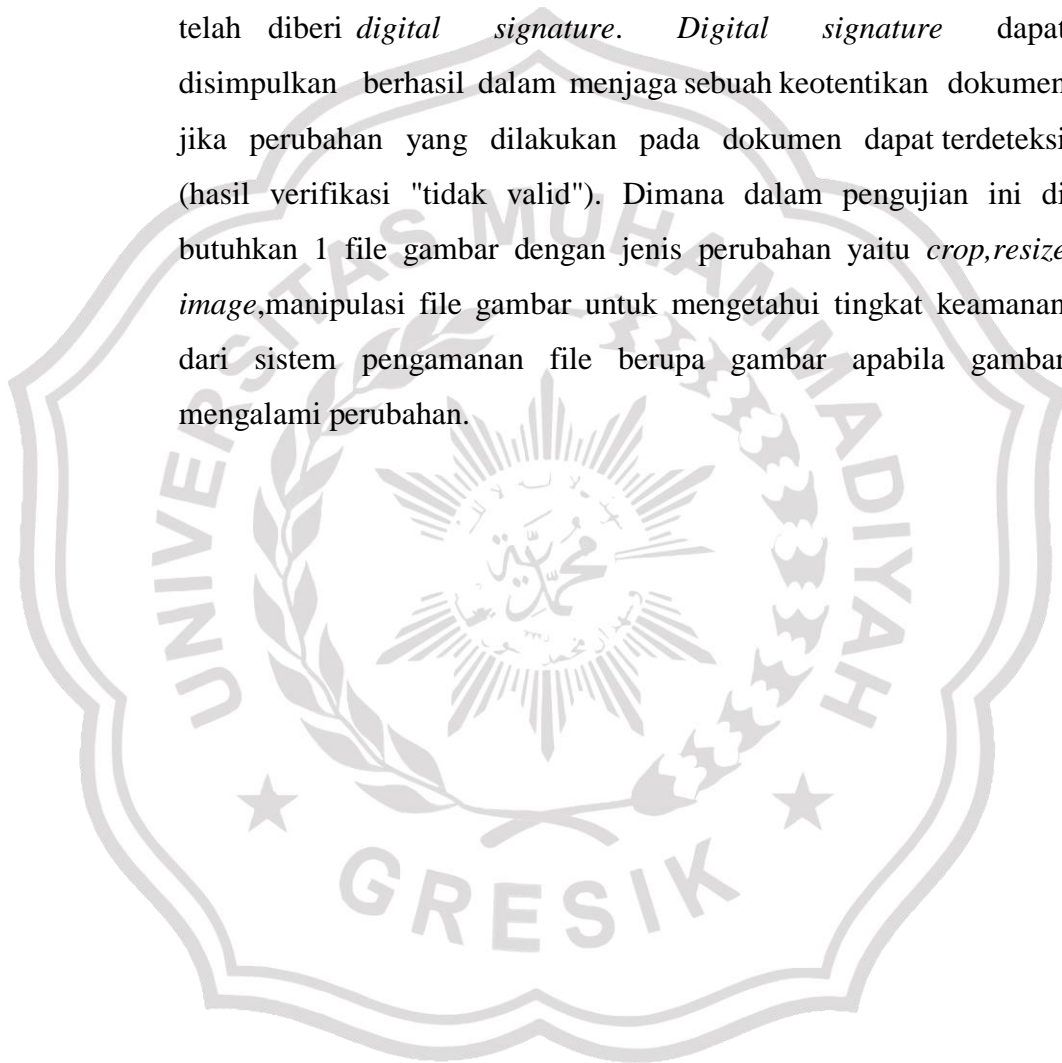 telah diberi digital signature. Digital signature dapat
disimpulkan berhasil dalam menjaga sebuah keotentikan dokumen
jika perubahan yang dilakukan pada dokumen dapat terdeteksi
(hasil verifikasi "tidak valid"). Dimana dalam pengujian ini di
butuhkan 1 file gambar dengan jenis perubahan yaitu crop,resize
image,manipulasi file gambar untuk mengetahui tingkat keamanan
dari sistem pengamanan file berupa gambar apabila gambar
mengalami perubahan.
UNIVERSITAS MUHAMMADIYAH
GRESIK